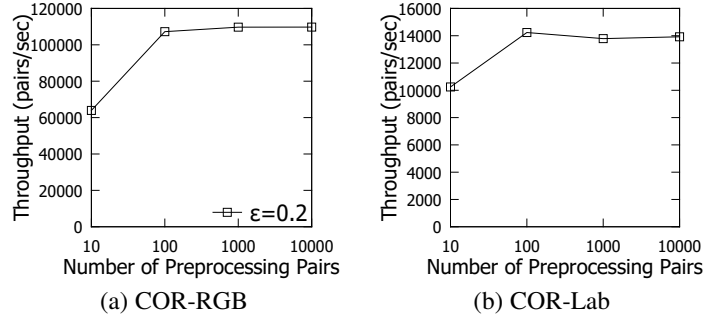 Throughput (pairs/sec)
120000
100000
80000
60000
40000
20000
0
ε=0.2
10 100 1000 10000
Number of Preprocessing Pairs
(a) COR-RGB
Throughput (pairs/sec)
16000
14000
12000
10000
8000
6000
4000
2000
0
10 100 1000 10000
Number of Preprocessing Pairs
(b) COR-Lab